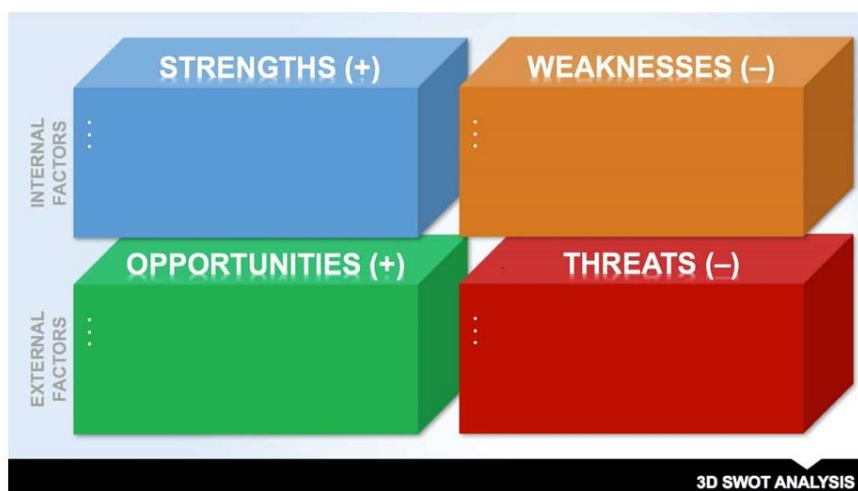 STRENGTHS (+)
WEAKNESSES (–)
INTERNAL
FACTORS
OPPORTUNITIES (+)
THREATS (–)
EXTERNAL
FACTORS
3D SWOT ANALYSIS